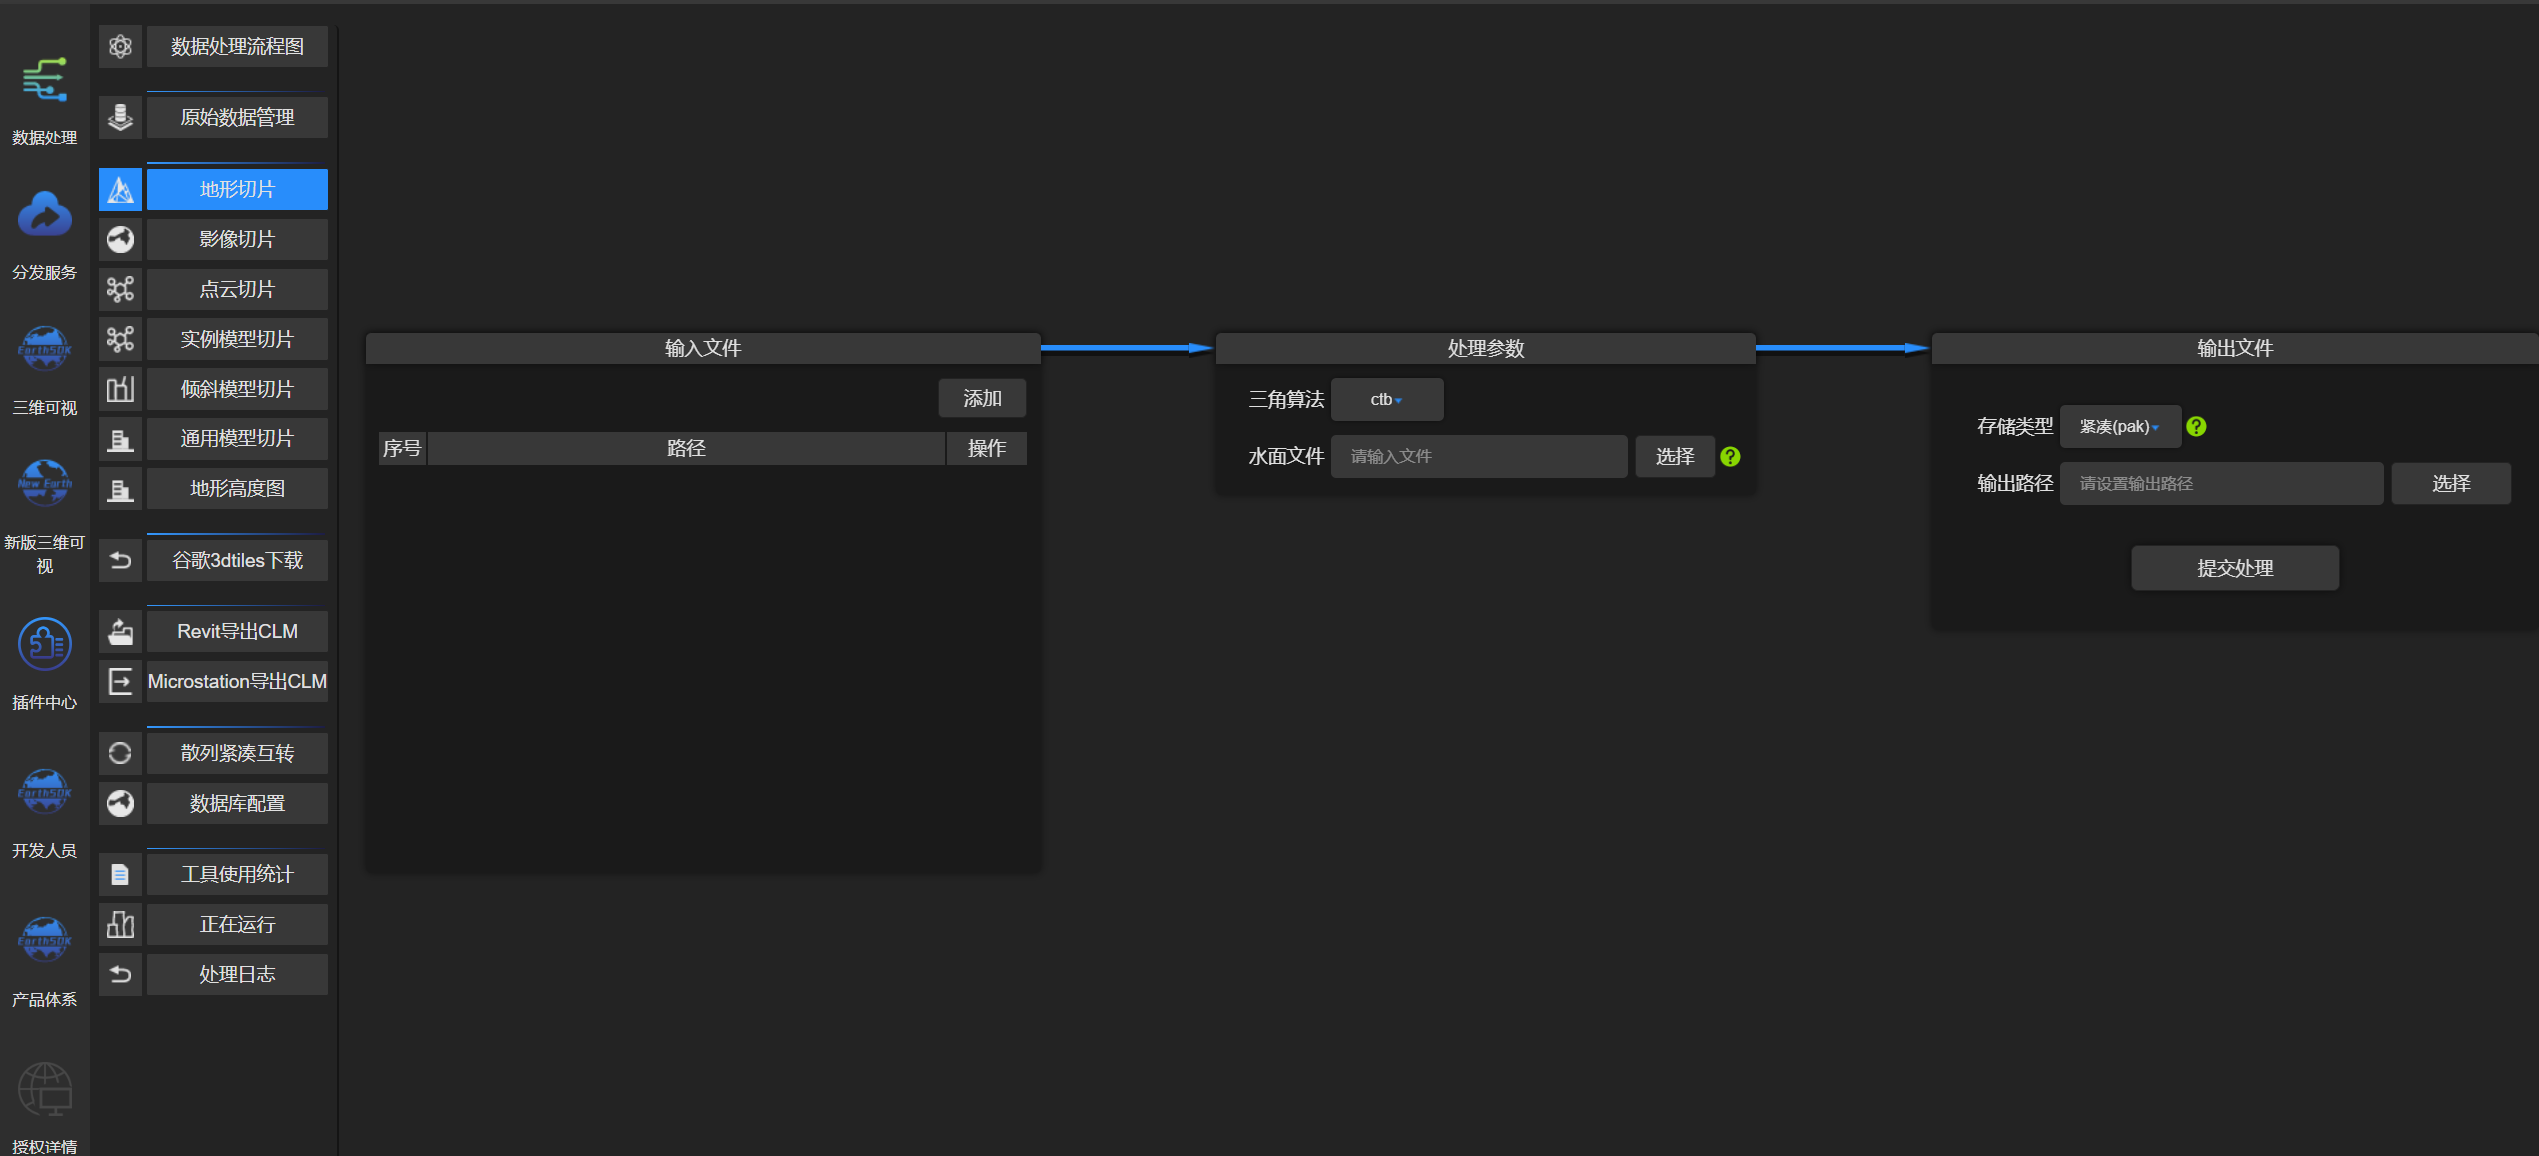 数据处理
分发服务
EarthSDK
三维可视
New Earth
新版三维可
视
插件中心
EarthSDK
开发人员
EarthSDK
产品体系
授权详情
数据处理流程图
原始数据管理
地形切片
影像切片
点云切片
实例模型切片
倾斜模型切片
通用模型切片
地形高度图
谷歌3dtiles下载
Revit导出CLM
Microstation导出CLM
散列紧凑互转
数据库配置
工具使用统计
正在运行
处理日志
输入文件
添加
序号 路径 操作
处理参数
三角算法 ctb
水面文件 请输入文件 选择 ?
输出文件
存储类型 紧凑(pak) ?
输出路径 请设置输出路径 选择
提交处理